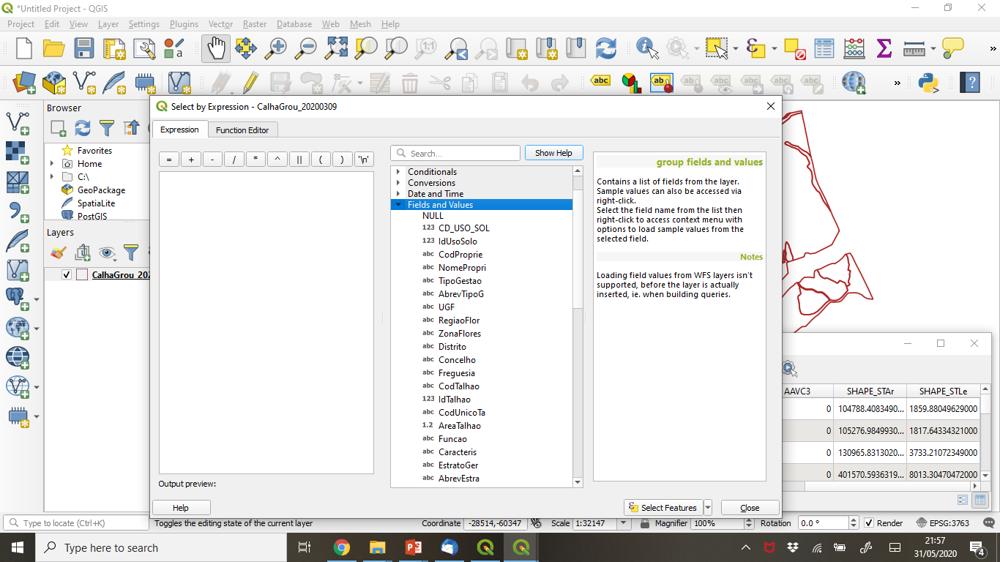 *Untitled Project - QGIS
Project Edit View Layer Settings Plugins Vector Raster Database Web Mesh Help
Browser
Favorites
Home
C:\
GeoPackage
SpatiaLite
PostGIS
Layers
CalhaGrou_202
Select by Expression - CalhaGrou_20200309
Expression Function Editor
= + - / * ^ || ( ) '\n'
Search... Show Help
Conditionals
Conversions
Date and Time
Fields and Values
NULL
123 CD_USO_SOL
123 IdUsoSolo
abc CodProprie
abc NomePropri
abc TipoGestao
abc AbrevTipoG
abc UGF
abc RegiaoFlor
abc ZonaFlores
abc Distrito
abc Concelho
abc Freguesia
abc CodTalhao
123 IdTalhao
abc CodUnicoTa
1.2 AreaTalhao
abc Funcao
abc Caracteris
abc EstratoGer
abc AbrevEstra
group fields and values
Contains a list of fields from the layer.
Sample values can also be accessed via
right-click.
Select the field name from the list then
right-click to access context menu with
options to load sample values from the
selected field.
Notes
Loading field values from WFS layers isn't
supported, before the layer is actually
inserted, ie. when building queries.
Output preview:
Help Select Features Close
AAVC3 SHAPE_STAr SHAPE_STLe
0 104788.4083490... 1859.88049629000
0 105276.9849930... 1817.64334321000
0 130965.8313020... 3733.21072349000
0 401570.5936319... 8013.30470472000
Type to locate (Ctrl+K) Toggles the editing state of the current layer Coordinate -28514,-60347 Scale 1:32147 Magnifier 100% Rotation 0.0 ° Render EPSG:3763
Type here to search
21:57
31/05/2020
4